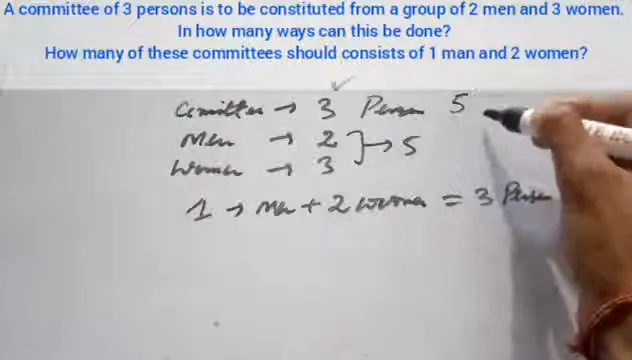 A committee of 3 persons is to be constituted from a group of 2 men and 3 women.
In how many ways can this be done?
How many of these committees should consists of 1 man and 2 women?
Committee → 3 Person 5
Men → 2
→ 5
Women → 3
1 → Men + 2 women = 3 Person